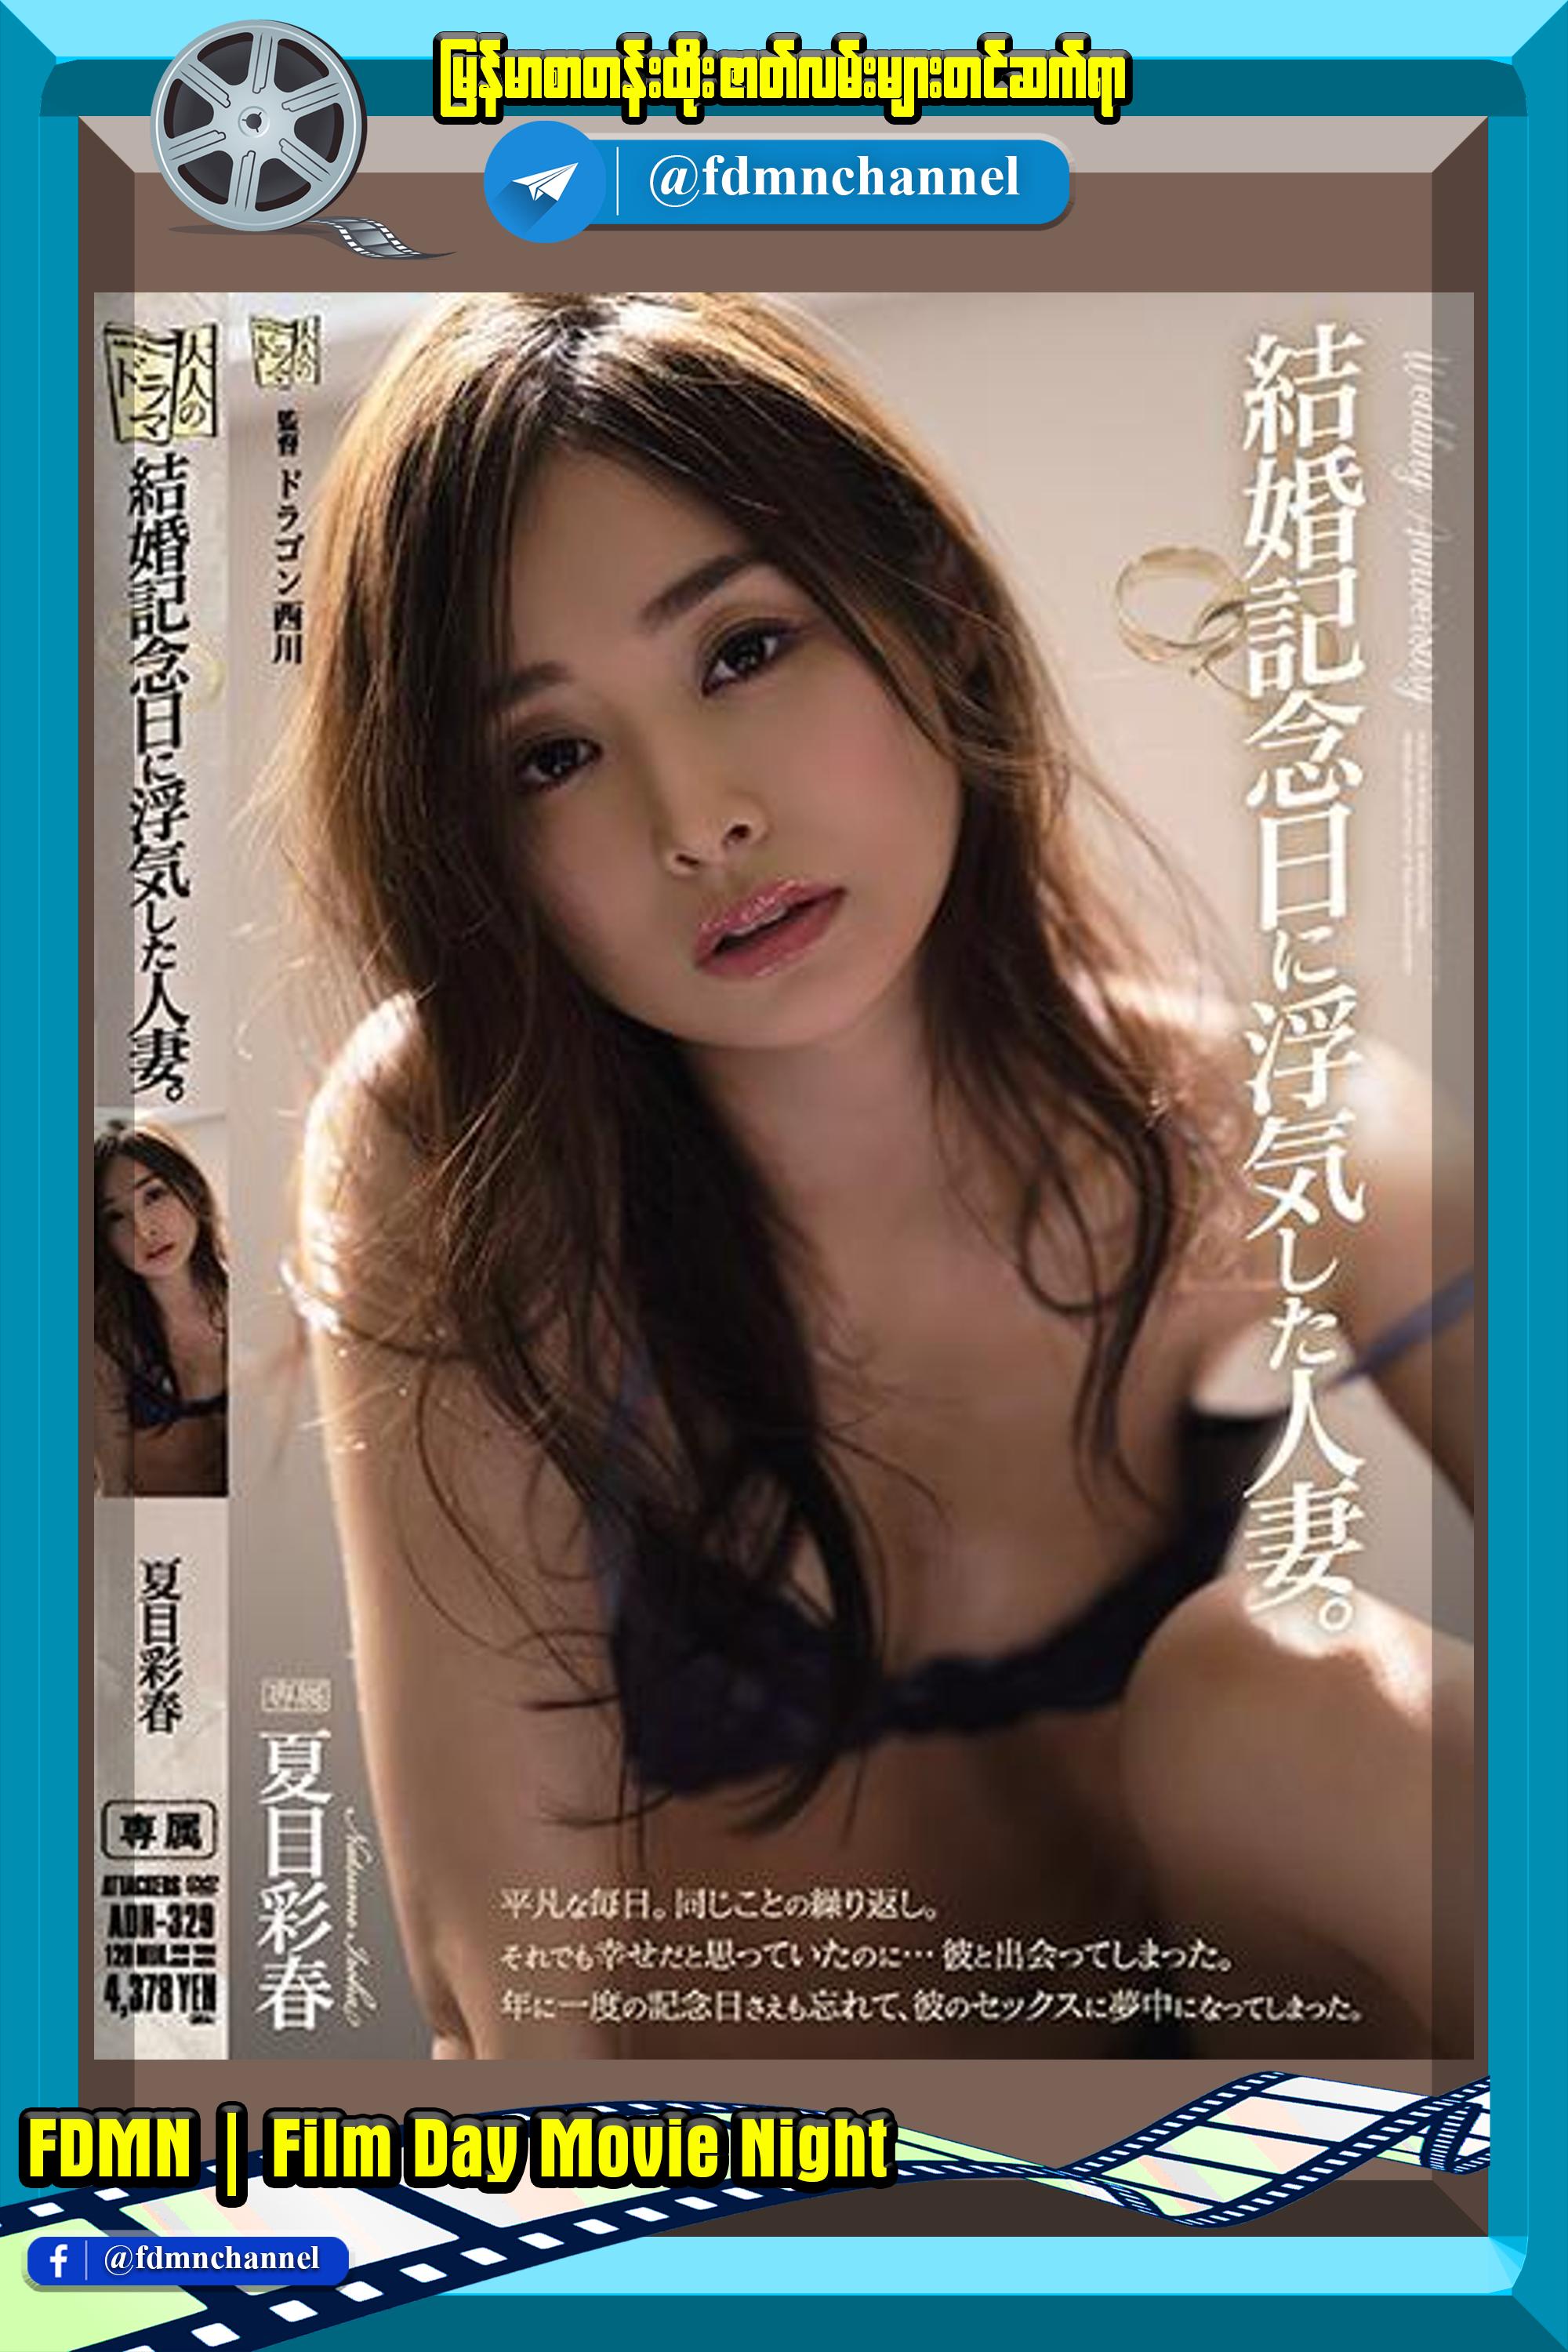 မြန်မာစာတန်းထိုး ဇာတ်လမ်းများတင်ဆက်ရာ
@fdmnchannel
大人の
ドラマ
結婚記念日に浮気した人妻。
夏目彩春
専属
ATTACKERS
ADN-329
4,378 YEN
大人の
ドラマ
監督 ドラゴン西川
専属
夏目彩春
Natsume Iroha
Wedding Anniversary
結婚記念日に浮気した人妻。
平凡な毎日。同じことの繰り返し。
それでも幸せだと思っていたのに… 彼と出会ってしまった。
年に一度の記念日さえも忘れて、彼のセックスに夢中になってしまった。
FDMN | Film Day Movie Night
f @fdmnchannel